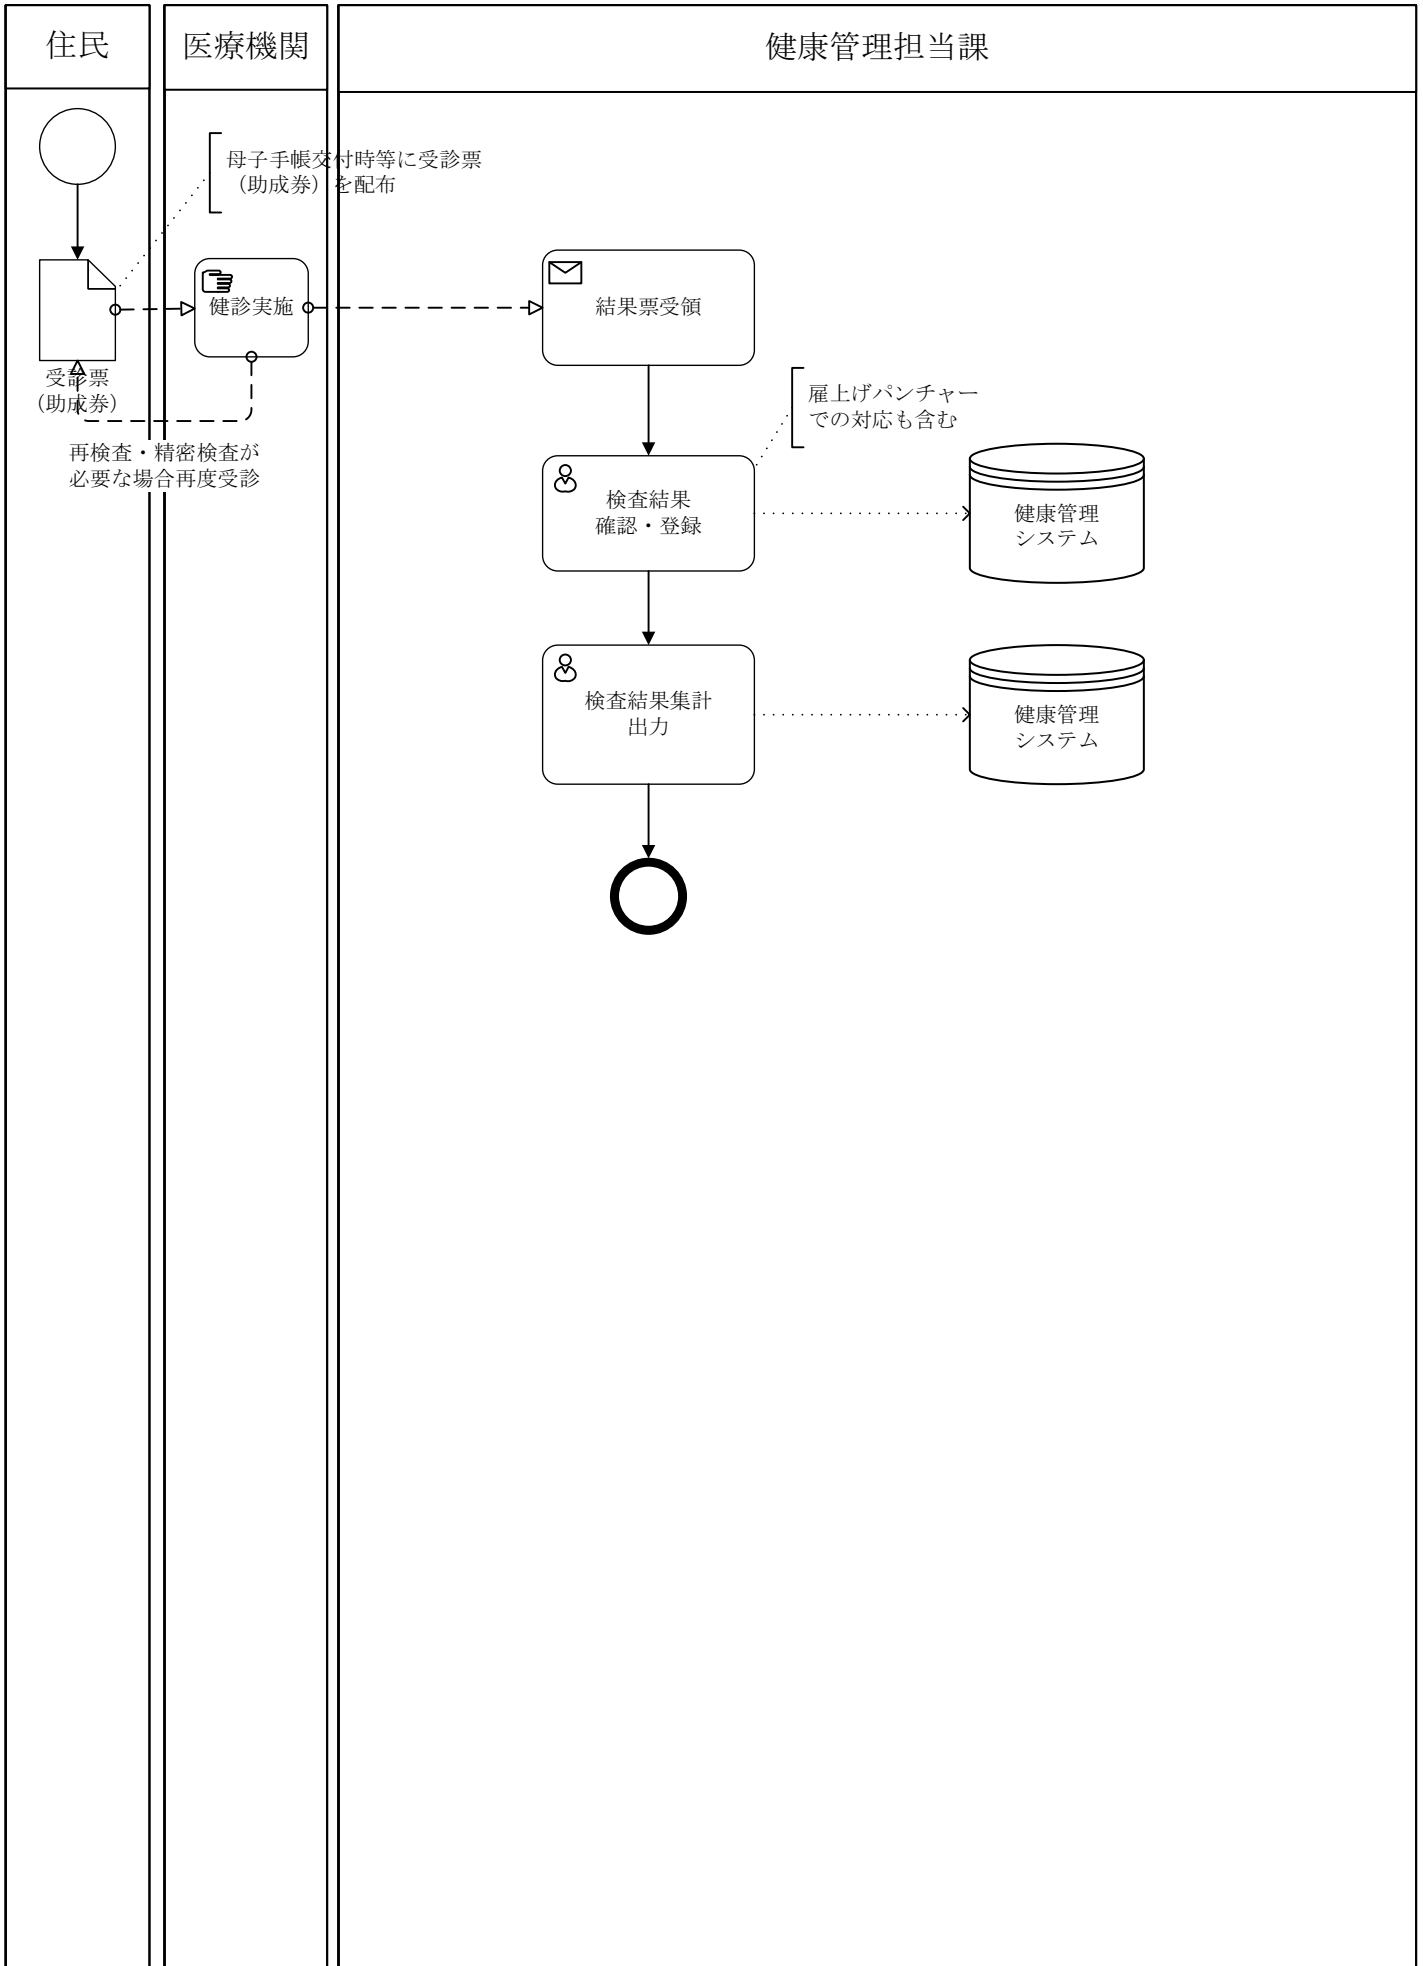 住民
医療機関
健康管理担当課
母子手帳交付時等に受診票
（助成券）を配布
健診実施
結果票受領
受診票
（助成券）
再検査・精密検査が
必要な場合再度受診
雇上げパンチャー
での対応も含む
検査結果
確認・登録
健康管理
システム
検査結果集計
出力
健康管理
システム